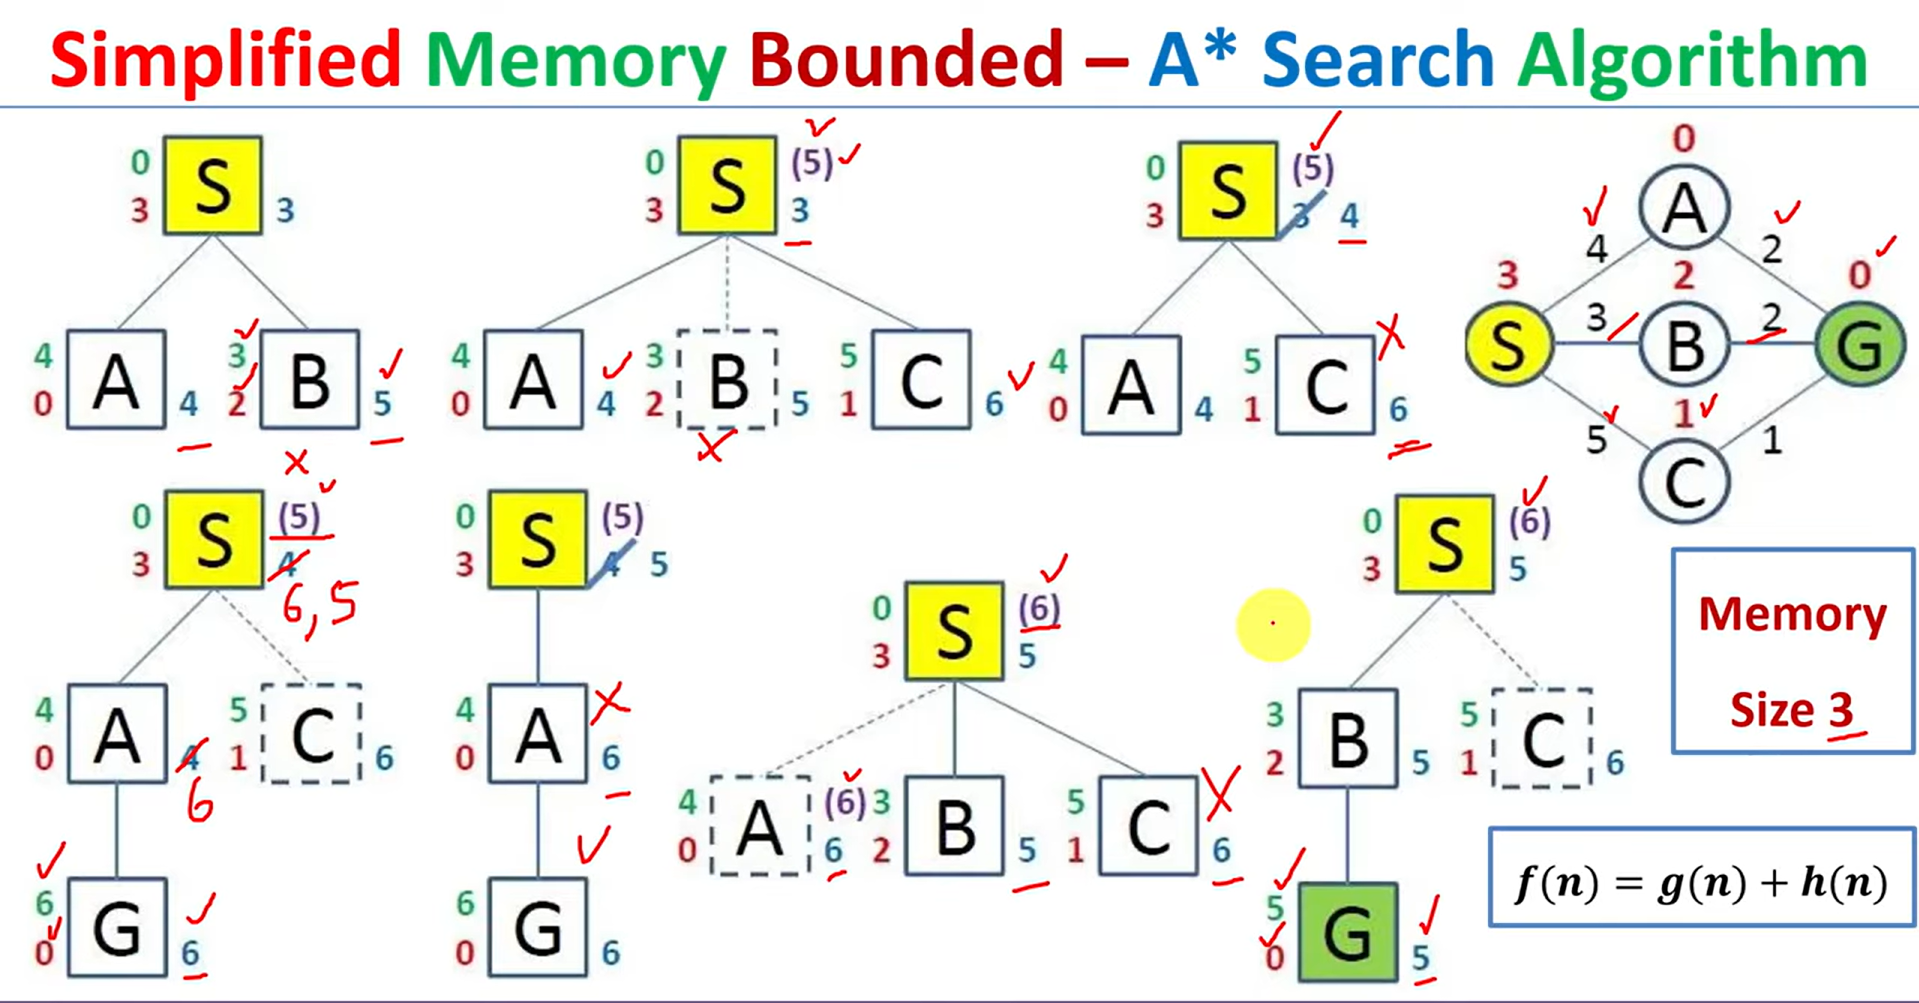 Simplified Memory Bounded – A* Search Algorithm
0 S
3 3
4 A 3 B
0 4 2 5
0 S (5)
3 3
4 A 3 B 5 C
0 4 2 5 1 6
0 S (5)
3 3 4
4 A 5 C
0 4 1 6
0
A
4 2
3 2 0
S 3 B 2 G
1
5 1
C
0 S (5)
3 4
6, 5
4 A 5 C
0 4 1 6
6
6 G
0 6
0 S (5)
3 4 5
4 A
0 6
6 G
0 6
0 S (6)
3 5
4 A (6) 3 B 5 C
0 6 2 5 1 6
0 S (6)
3 5
3 B 5 C
2 5 1 6
5 G
0 5
Memory
Size 3
f(n) = g(n) + h(n)